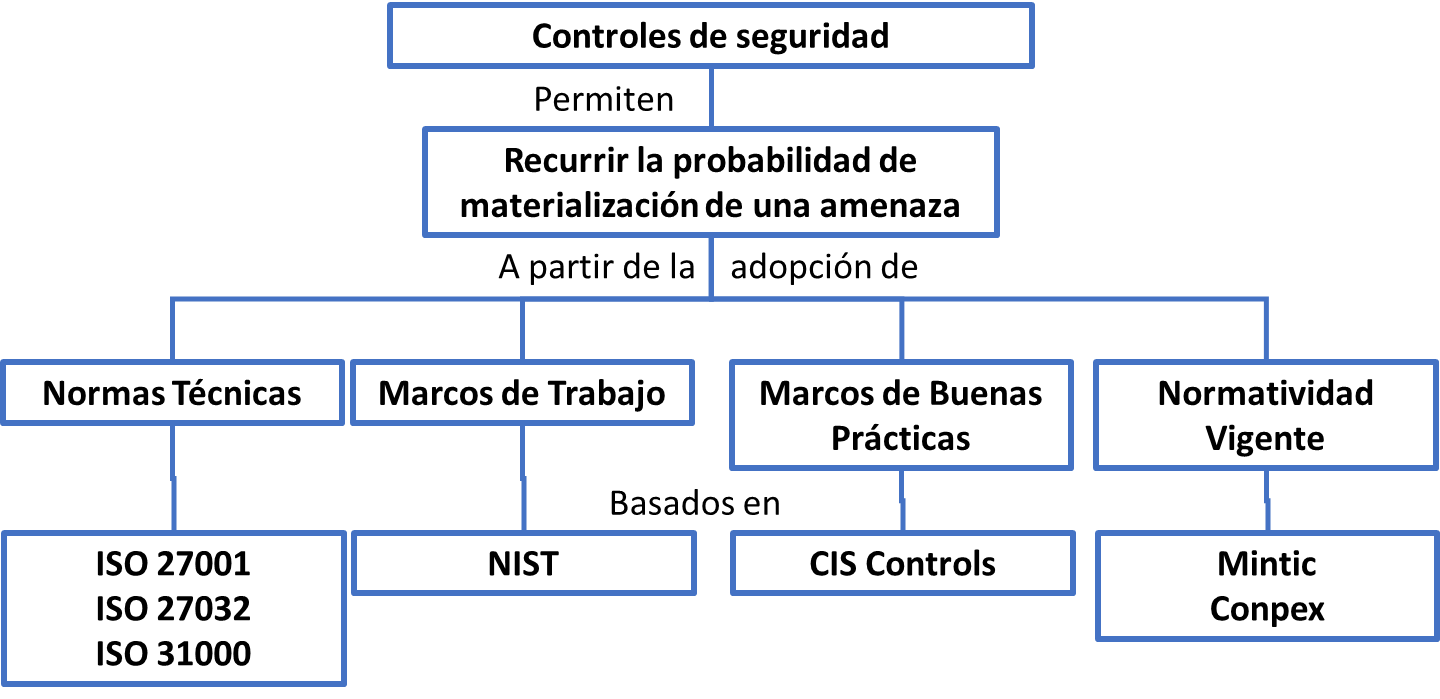 Controles de seguridad
Permiten
Recurrir la probabilidad de
materialización de una amenaza
A partir de la adopción de
Normas Técnicas
Marcos de Trabajo
Marcos de Buenas
Prácticas
Normatividad
Vigente
Basados en
ISO 27001
ISO 27032
ISO 31000
NIST
CIS Controls
Mintic
Conpex